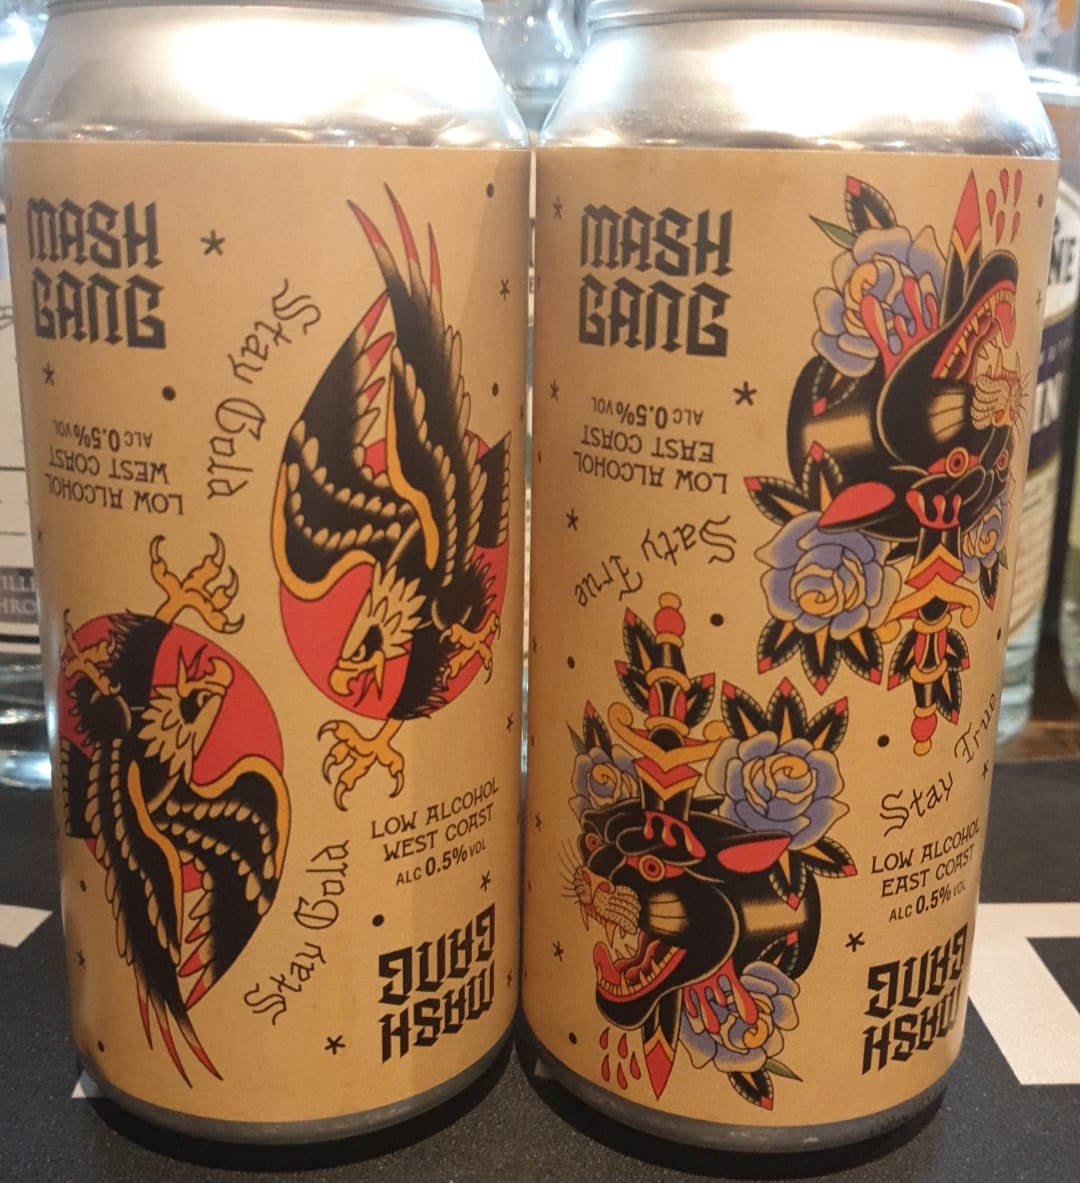 MASH
GANG
Stay Gold
LOW ALCOHOL
WEST COAST
ALC 0.5% VOL
Stay Gold
LOW ALCOHOL
WEST COAST
ALC 0.5% VOL
MASH
GANG
MASH
GANG
LOW ALCOHOL
EAST COAST
ALC 0.5% VOL
Saty True
Stay True
LOW ALCOHOL
EAST COAST
ALC 0.5% VOL
MASH
GANG